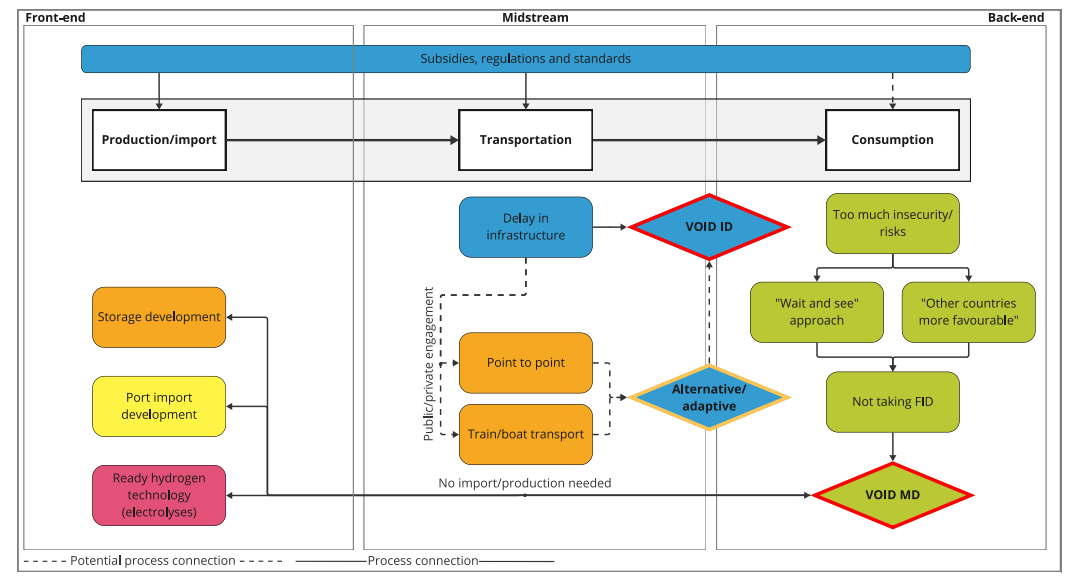 Front-end
Midstream
Back-end
Subsidies, regulations and standards
Production/import
Transportation
Consumption
Delay in
infrastructure
VOID ID
Too much insecurity/
risks
"Wait and see"
approach
"Other countries
more favourable"
Storage development
Public/private engagement
Point to point
Alternative/
adaptive
Not taking FID
Port import
development
Train/boat transport
Ready hydrogen
technology
(electrolyses)
No import/production needed
VOID MD
Potential process connection
Process connection